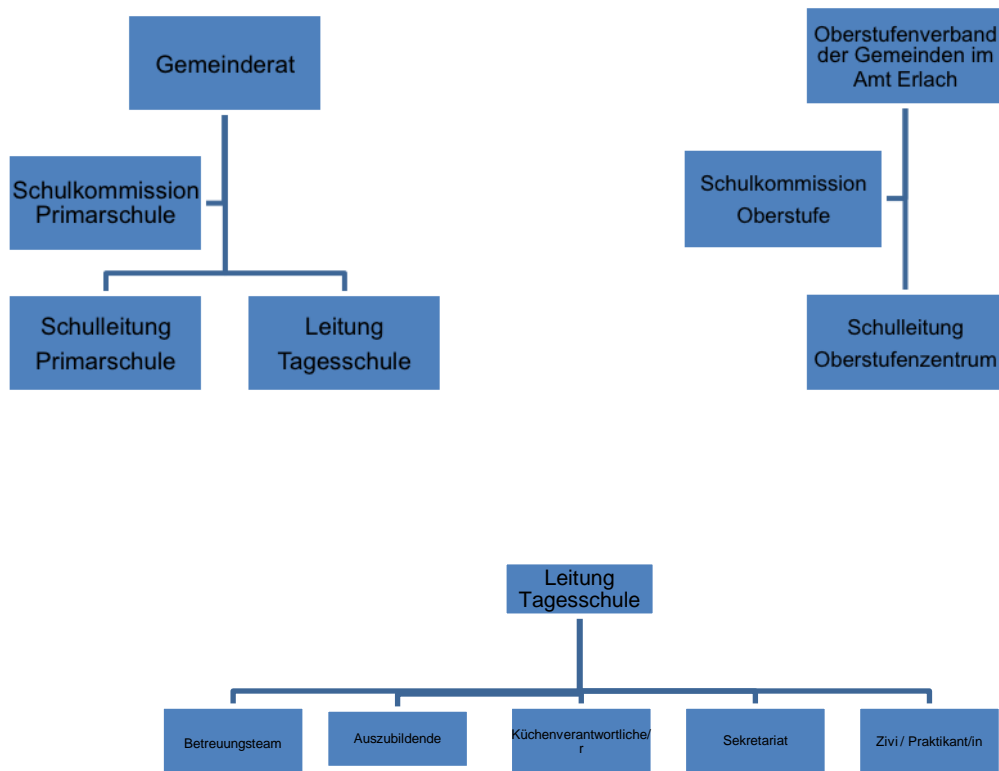 Gemeinderat
Schulkommission
Primarschule
Schulleitung
Primarschule
Leitung
Tagesschule
Oberstufenverband
der Gemeinden im
Amt Erlach
Schulkommission
Oberstufe
Schulleitung
Oberstufenzentrum
Leitung
Tagesschule
Betreuungsteam
Auszubildende
Küchenverantwortliche/
r
Sekretariat
Zivi / Praktikant/in